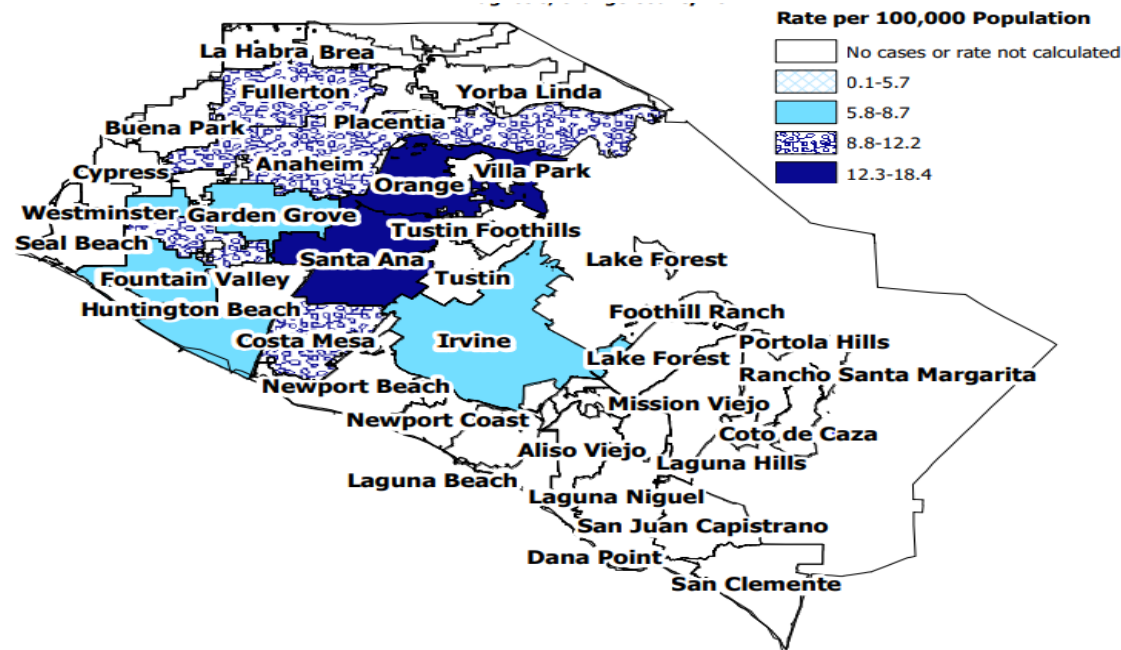 Rate per 100,000 Population
No cases or rate not calculated
0.1-5.7
5.8-8.7
8.8-12.2
12.3-18.4
La Habra
Brea
Fullerton
Yorba Linda
Placentia
Buena Park
Anaheim
Cypress
Orange
Villa Park
Westminster
Garden Grove
Tustin Foothills
Seal Beach
Santa Ana
Lake Forest
Fountain Valley
Tustin
Huntington Beach
Foothill Ranch
Costa Mesa
Irvine
Portola Hills
Lake Forest
Rancho Santa Margarita
Newport Beach
Mission Viejo
Newport Coast
Coto de Caza
Aliso Viejo
Laguna Hills
Laguna Beach
Laguna Niguel
San Juan Capistrano
Dana Point
San Clemente